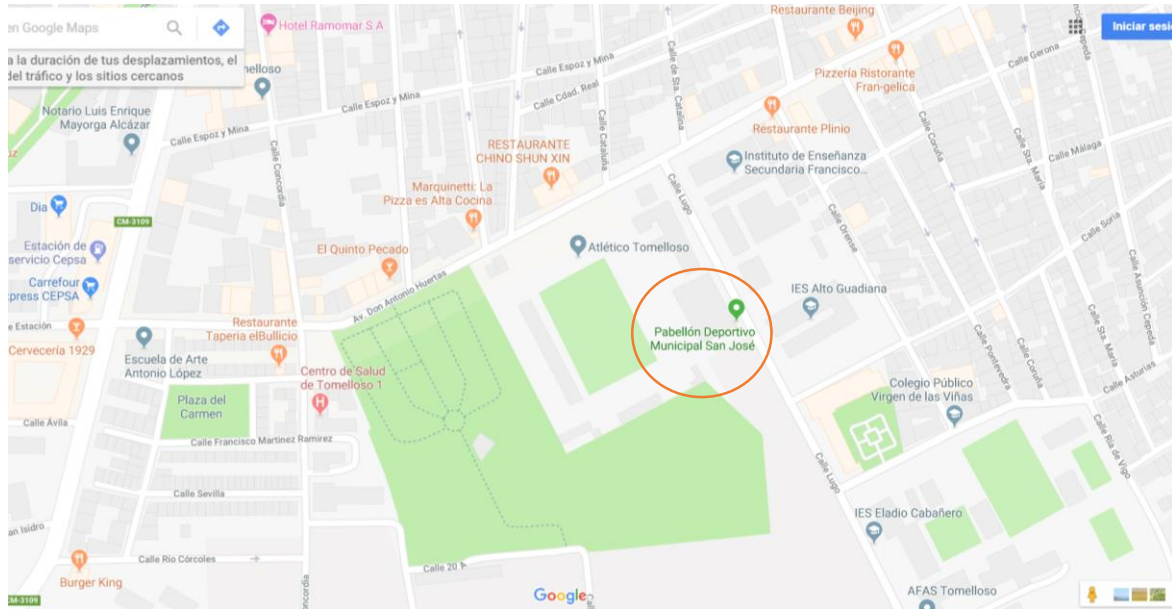 en Google Maps
a la duración de tus desplazamientos, el
del tráfico y los sitios cercanos
Hotel Ramomar S A
Restaurante Beijing
Iniciar sesi
Calle Gerona
Cepeda
Pizzería Ristorante
Fran-gelica
Calle Espoz y Mina
Calle de Sta. Catalina
Calle Cdad. Real
Calle Espoz y Mina
Notario Luis Enrique
Mayorga Alcázar
Calle Espoz y Mina
Calle Concordia
Calle Cataluña
Restaurante Plinio
Calle Coruña
Calle Sta. María
Calle Málaga
RESTAURANTE
CHINO SHUN XIN
Instituto de Enseñanza
Secundaria Francisco...
Marquinetti: La
Pizza es Alta Cocina
Calle Lugo
Calle Orense
Dia
CM-3109
Calle Soria
Estación de
servicio Cepsa
El Quinto Pecado
Atlético Tomelloso
Carrefour
xpress CEPSA
Av. Don Antonio Huertas
IES Alto Guadiana
Calle Asunción Cepeda
e Estación
Restaurante
Taperia elBullicio
Pabellón Deportivo
Municipal San José
Calle Sta. María
Cervecería 1929
Escuela de Arte
Antonio López
Centro de Salud
de Tomelloso 1
Calle Pontevedra
Calle Coruña
Calle Asturias
Plaza del
Carmen
Colegio Público
Virgen de las Viñas
Calle Ávila
Calle Francisco Martínez Ramírez
Calle Ría de Vigo
Calle Lugo
Calle Sevilla
IES Eladio Cabañero
an Isidro
Calle Río Córcoles
Calle 20 A
Burger King
Concordia
Google
AFAS Tomelloso
CM-3109